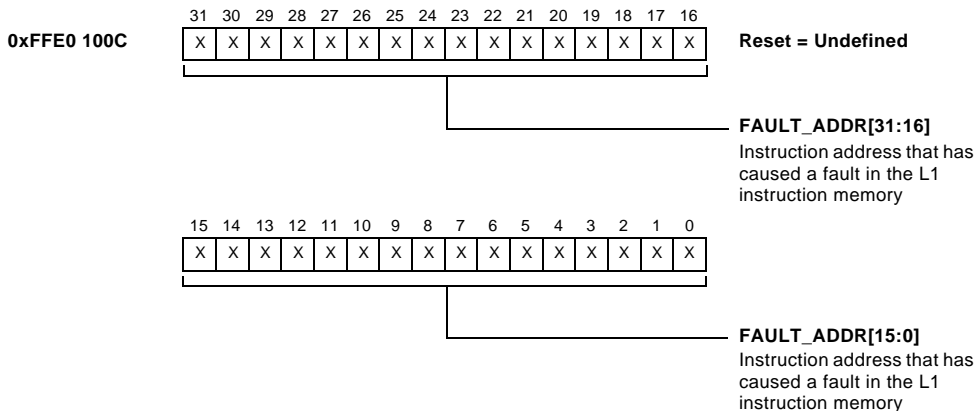 31 30 29 28 27 26 25 24 23 22 21 20 19 18 17 16
0xFFE0 100C X X X X X X X X X X X X X X X X Reset = Undefined
FAULT_ADDR[31:16]
Instruction address that has
caused a fault in the L1
instruction memory
15 14 13 12 11 10 9 8 7 6 5 4 3 2 1 0
X X X X X X X X X X X X X X X X
FAULT_ADDR[15:0]
Instruction address that has
caused a fault in the L1
instruction memory